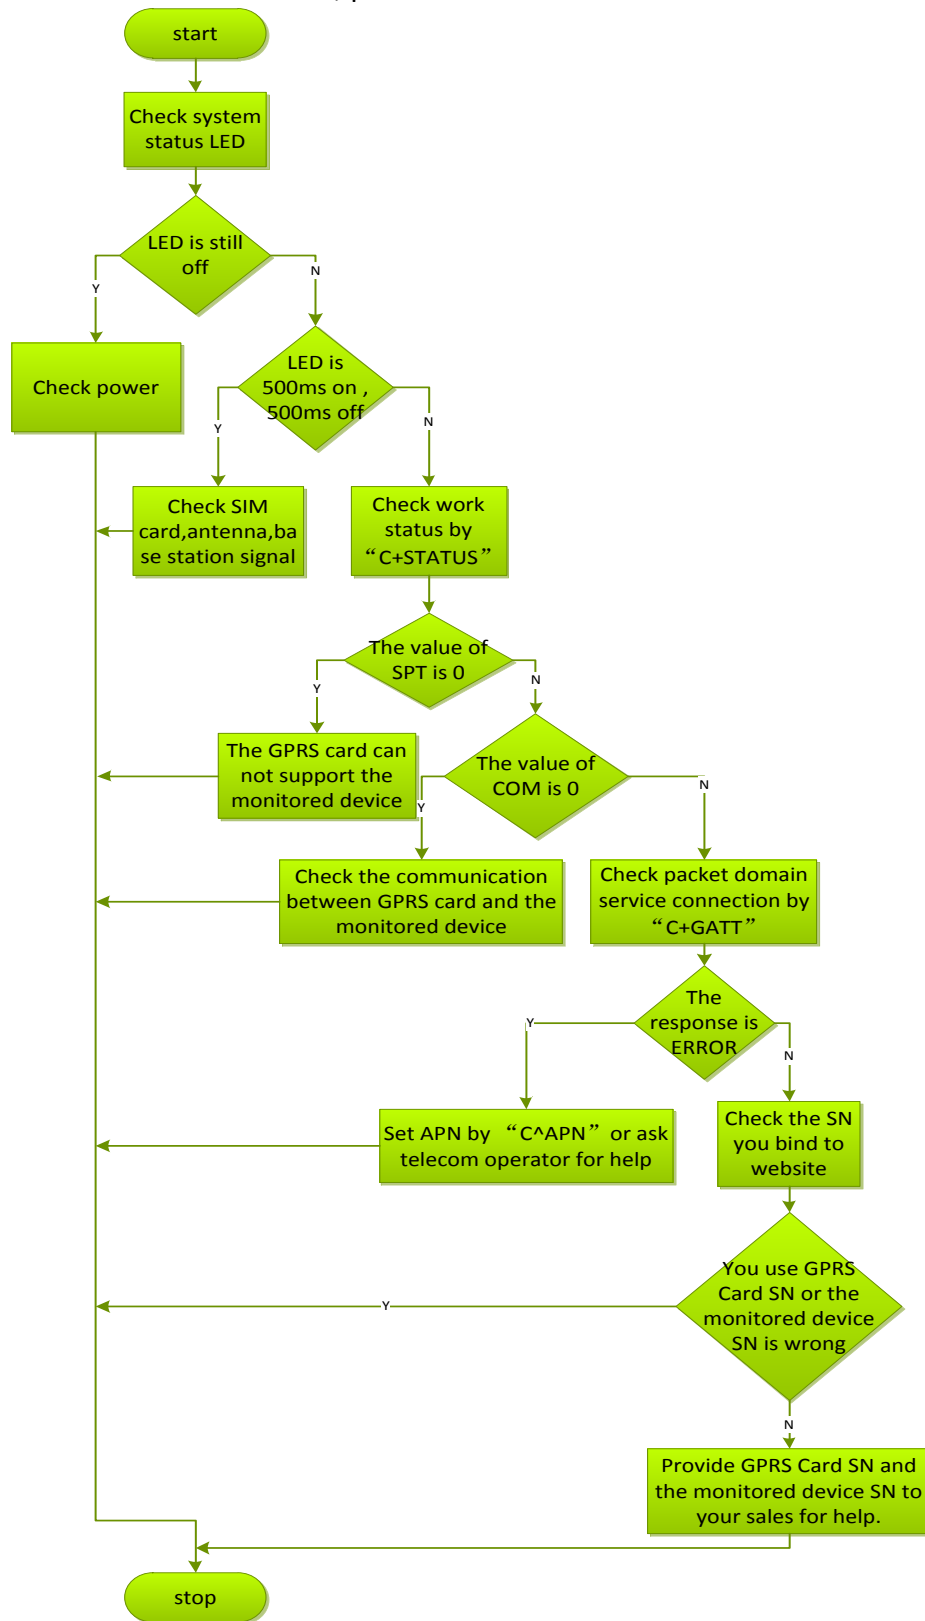 start
Check system
status LED
LED is still
off
Y
N
Check power
LED is
500ms on ,
500ms off
Y
N
Check SIM
card,antenna,ba
se station signal
Check work
status by
“C+STATUS”
The value of
SPT is 0
Y
N
The GPRS card can
not support the
monitored device
The value of
COM is 0
Y
N
Check the communication
between GPRS card and the
monitored device
Check packet domain
service connection by
“C+GATT”
The
response is
ERROR
Y
N
Set APN by “C^APN” or ask
telecom operator for help
Check the SN
you bind to
website
You use GPRS
Card SN or the
monitored device
SN is wrong
Y
N
Provide GPRS Card SN and
the monitored device SN to
your sales for help.
stop